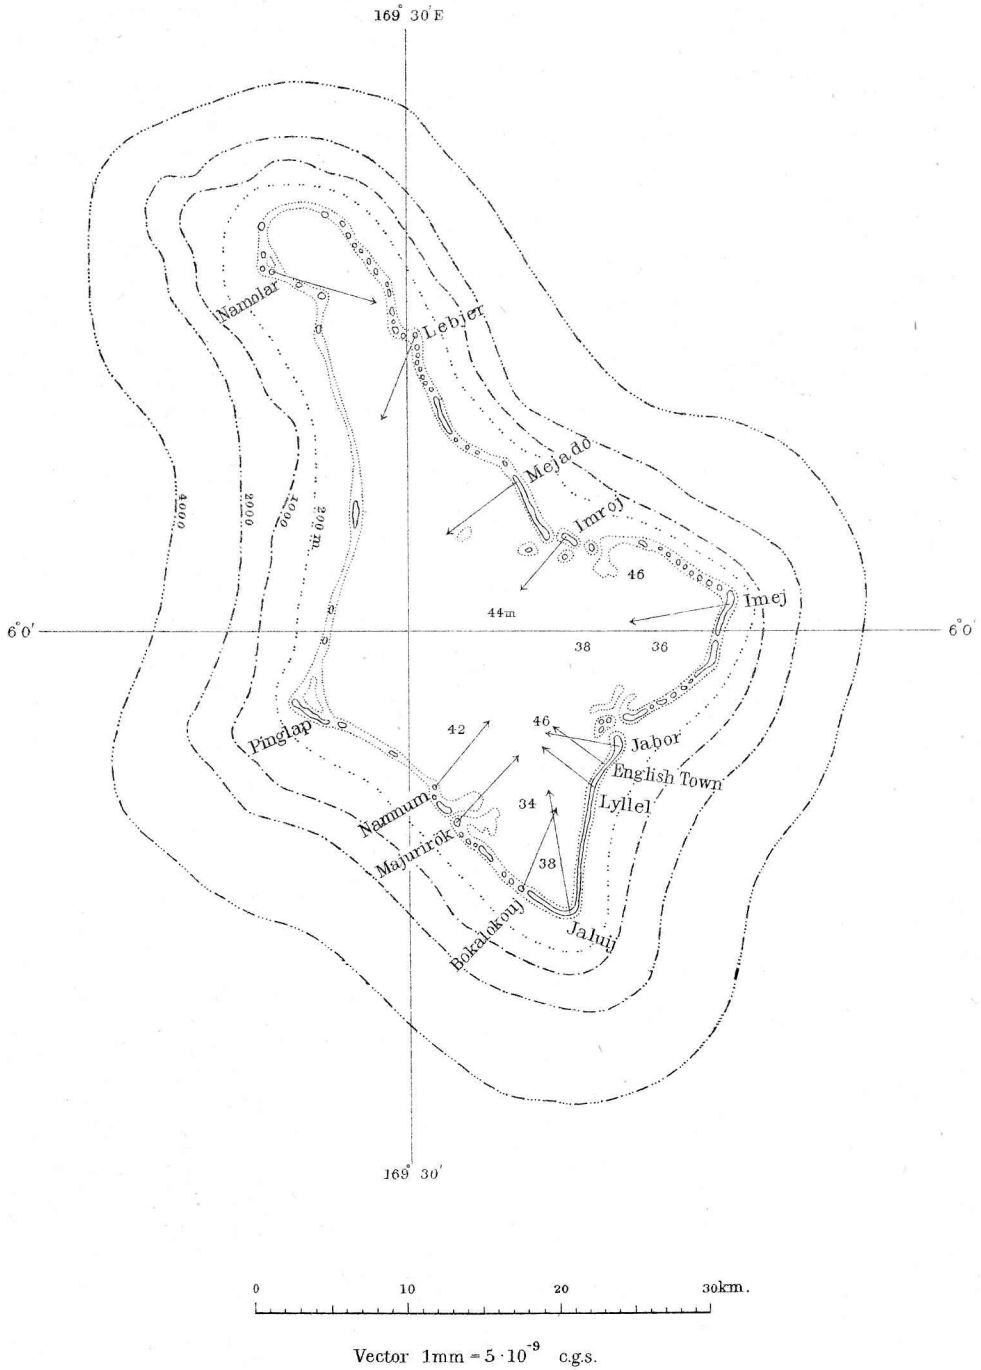 169° 30′E
Namolar
Lebjer
Mejado
Imroj
4000
2000
1000
200 m
46
Imej
44m
6°0′
6°0′
38
36
Pinglap
42
46
Jabor
English Town
Nammum
34
Lyllel
Majurirök
38
Bokalokouj
Jaluij
169° 30′
0 10 20 30km.
Vector 1mm = 5·10⁻⁹ c.g.s.